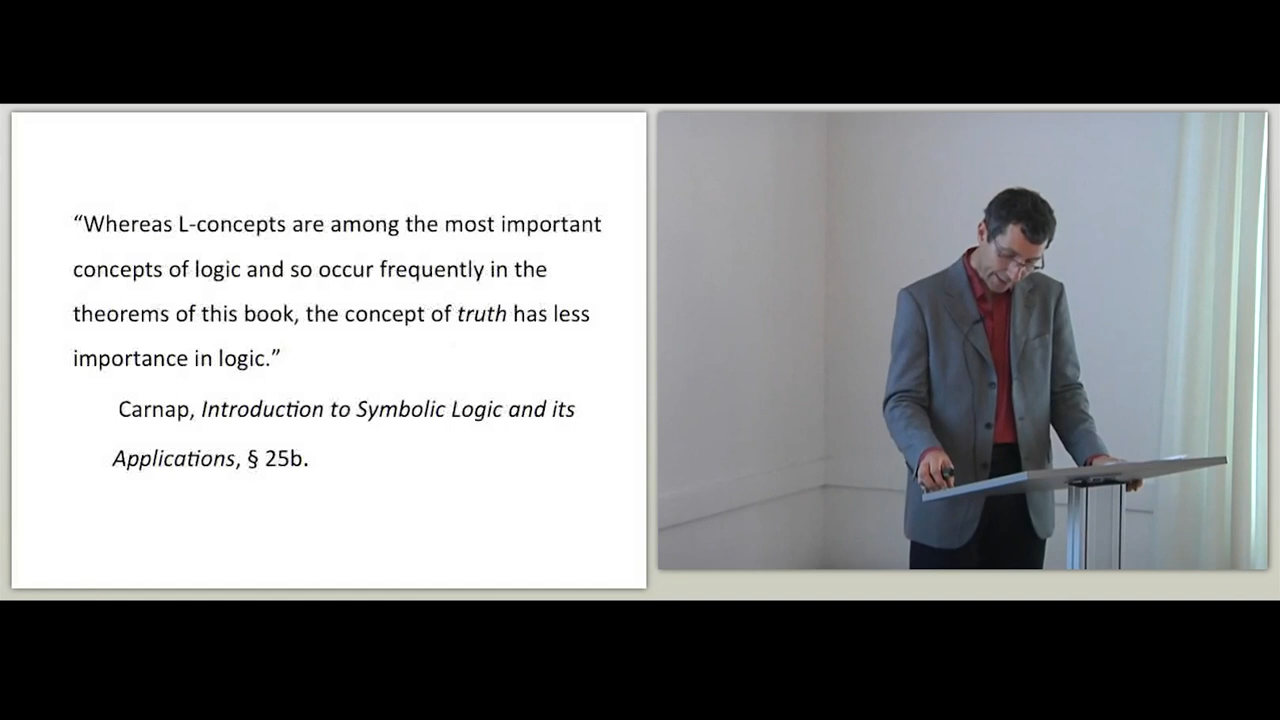 “Whereas L-concepts are among the most important
concepts of logic and so occur frequently in the
theorems of this book, the concept of truth has less
importance in logic.”
Carnap, Introduction to Symbolic Logic and its
Applications, § 25b.